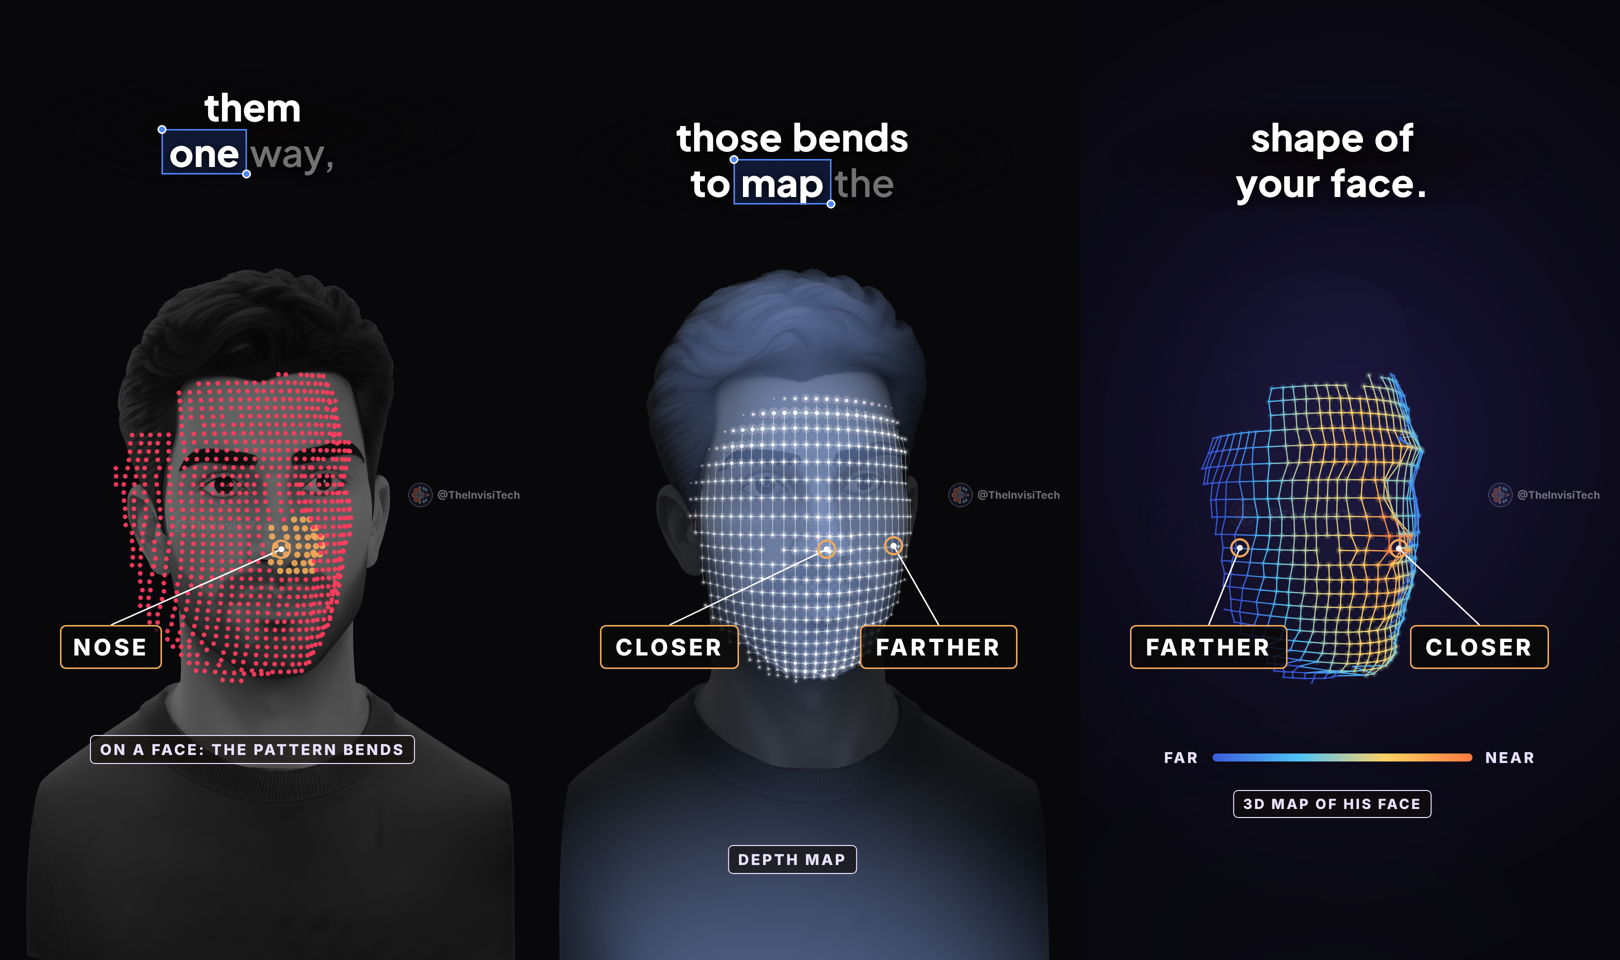 them
one way,
@TheInvisiTech
NOSE
ON A FACE: THE PATTERN BENDS
those bends
to map the
@TheInvisiTech
CLOSER
FARTHER
DEPTH MAP
shape of
your face.
@TheInvisiTech
FARTHER
CLOSER
FAR
NEAR
3D MAP OF HIS FACE